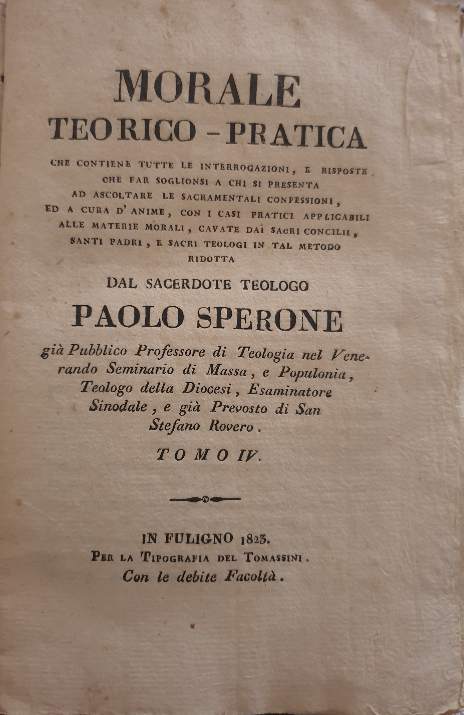 MORALE
TEORICO - PRATICA
CHE CONTIENE TUTTE LE INTERROGAZIONI, E RISPOSTE
CHE FAR SOGLIONSI A CHI SI PRESENTA
AD ASCOLTARE LE SACRAMENTALI CONFESSIONI,
ED A CURA D' ANIME, CON I CASI PRATICI APPLICABILI
ALLE MATERIE MORALI, CAVATE DAI SACRI CONCILII,
SANTI PADRI, E SACRI TEOLOGI IN TAL METODO
RIDOTTA
DAL SACERDOTE TEOLOGO
PAOLO SPERONE
già Pubblico Professore di Teologia nel Vene-
rando Seminario di Massa, e Populonia,
Teologo della Diocesi, Esaminatore
Sinodale, e già Prevosto di San
Stefano Rovero.
TOMO IV.
IN FULIGNO 1823.
PER LA TIPOGRAFIA DEL TOMASSINI.
Con le debite Facoltà.